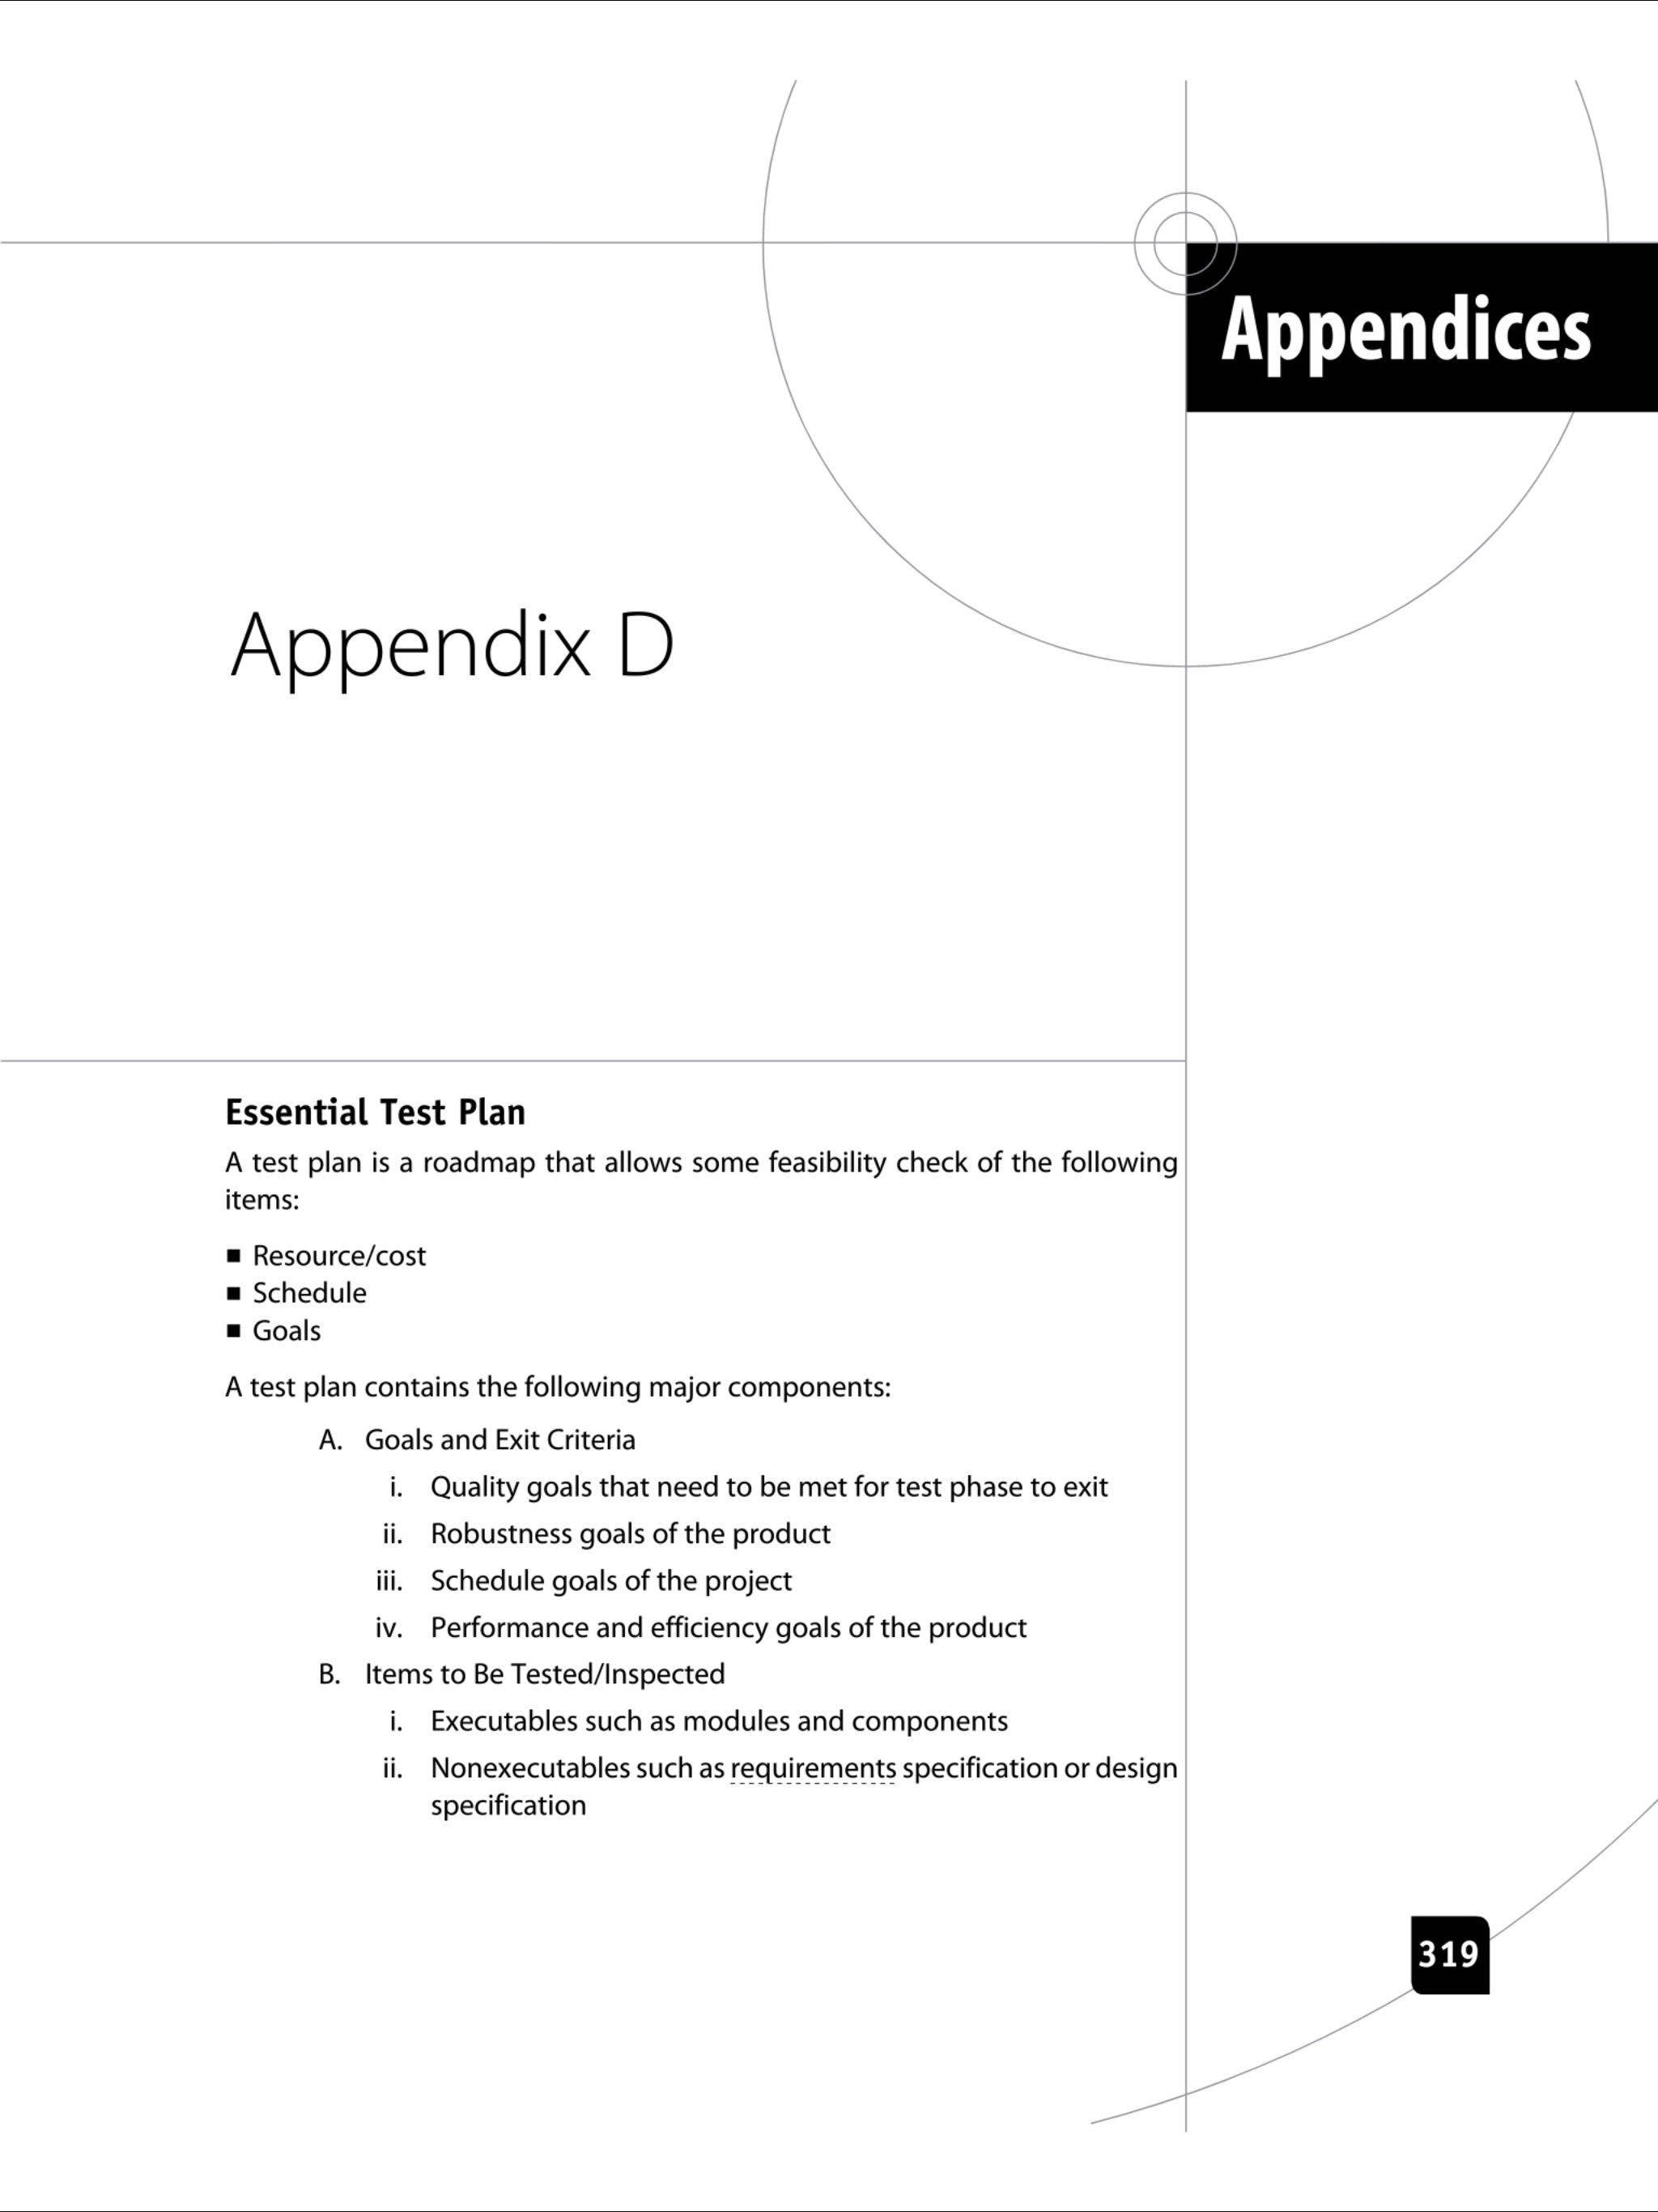 Appendices
Appendix D
Essential Test Plan
A test plan is a roadmap that allows some feasibility check of the following
items:
■ Resource/cost
■ Schedule
■ Goals
A test plan contains the following major components:
A. Goals and Exit Criteria
i. Quality goals that need to be met for test phase to exit
ii. Robustness goals of the product
iii. Schedule goals of the project
iv. Performance and efficiency goals of the product
B. Items to Be Tested/Inspected
i. Executables such as modules and components
ii. Nonexecutables such as requirements specification or design
specification
319